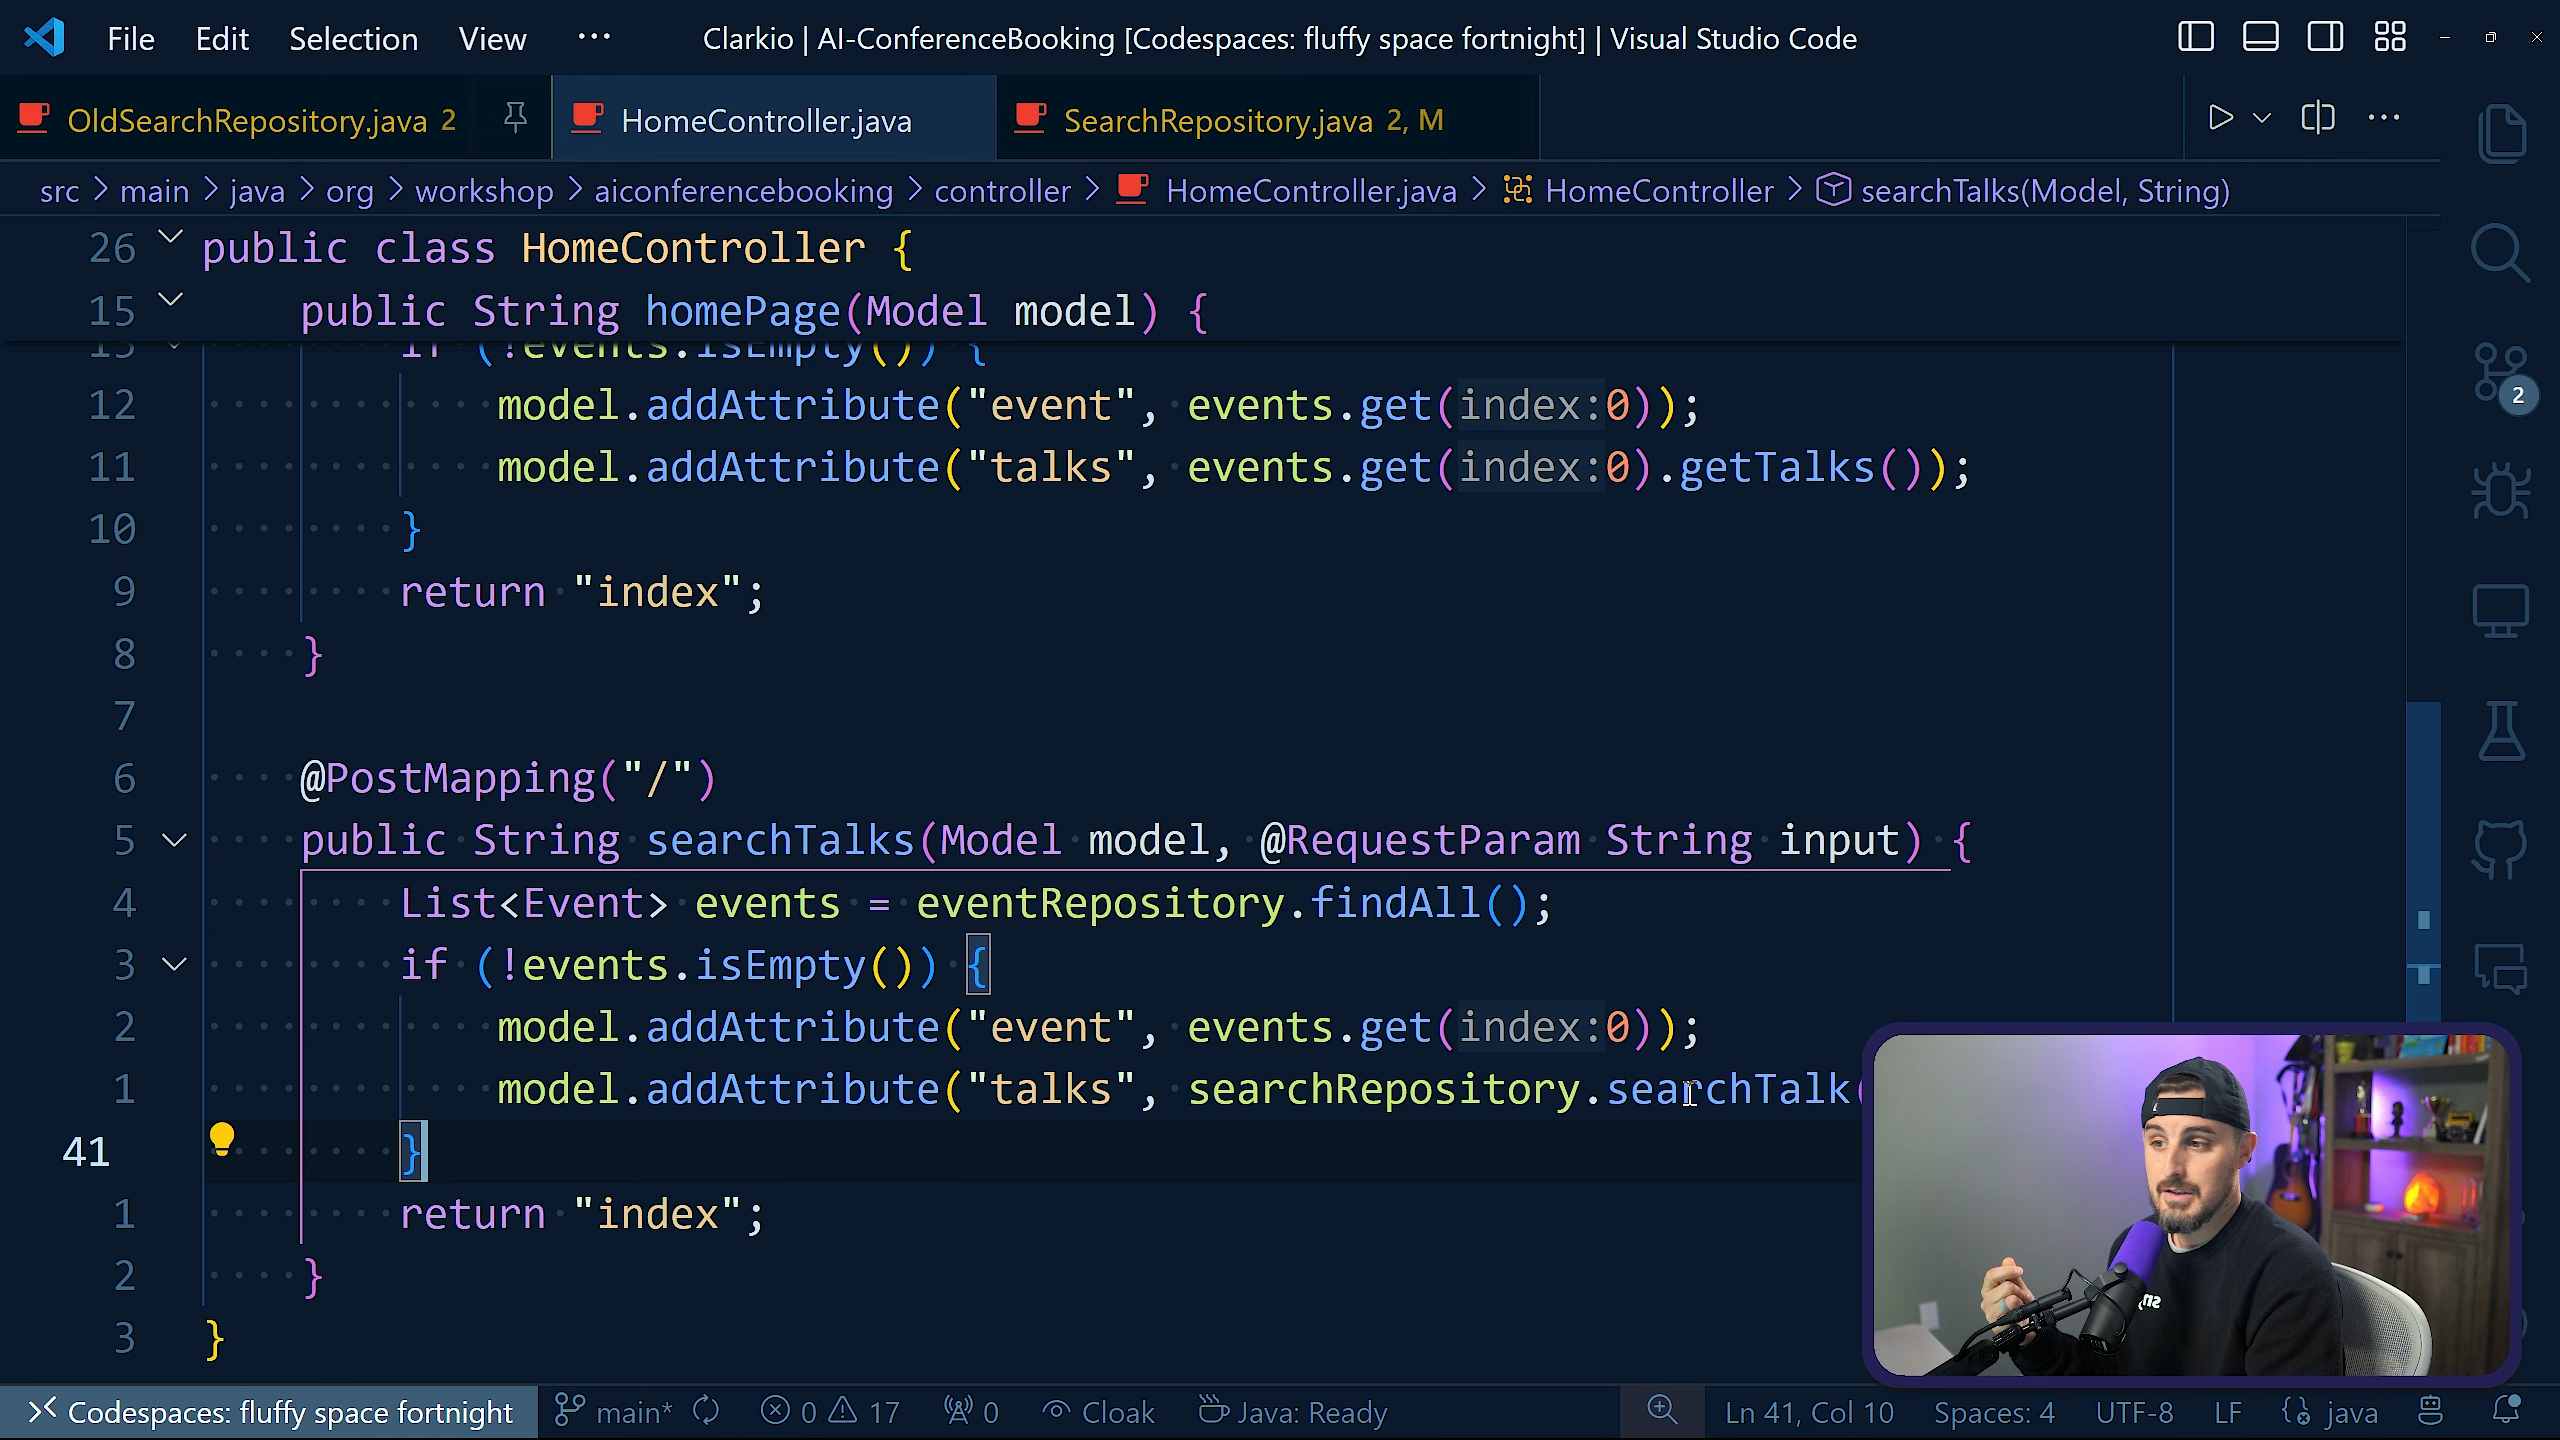 File Edit Selection View ··· Clarkio | AI-ConferenceBooking [Codespaces: fluffy space fortnight] | Visual Studio Code
OldSearchRepository.java 2 HomeController.java SearchRepository.java 2, M
src > main > java > org > workshop > aiconferencebooking > controller > HomeController.java > HomeController > searchTalks(Model, String)
26 public class HomeController {
15 public String homePage(Model model) {
13 if (!events.isEmpty()) {
12 model.addAttribute("event", events.get(index:0));
11 model.addAttribute("talks", events.get(index:0).getTalks());
10 }
9 return "index";
8 }
7
6 @PostMapping("/")
5 public String searchTalks(Model model, @RequestParam String input) {
4 List<Event> events = eventRepository.findAll();
3 if (!events.isEmpty()) {
2 model.addAttribute("event", events.get(index:0));
1 model.addAttribute("talks", searchRepository.searchTalk(
41 }
1 return "index";
2 }
3 }
2
Codespaces: fluffy space fortnight main* 0 17 0 Cloak Java: Ready Ln 41, Col 10 Spaces: 4 UTF-8 LF java